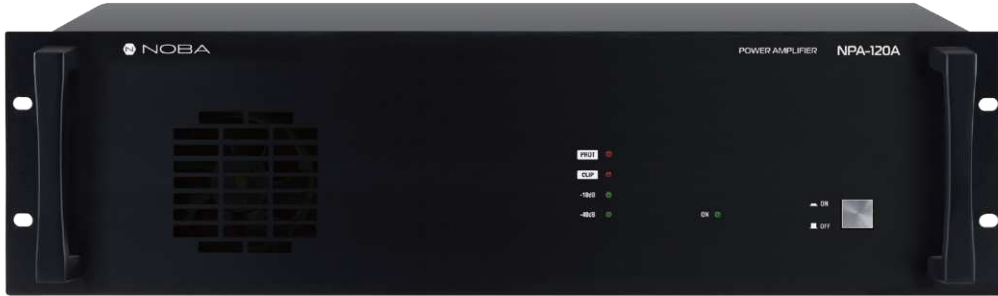 NOBA
POWER AMPLIFIER NPA-120A
PROT
CLIP
-10dB
-40dB
ON
ON
OFF